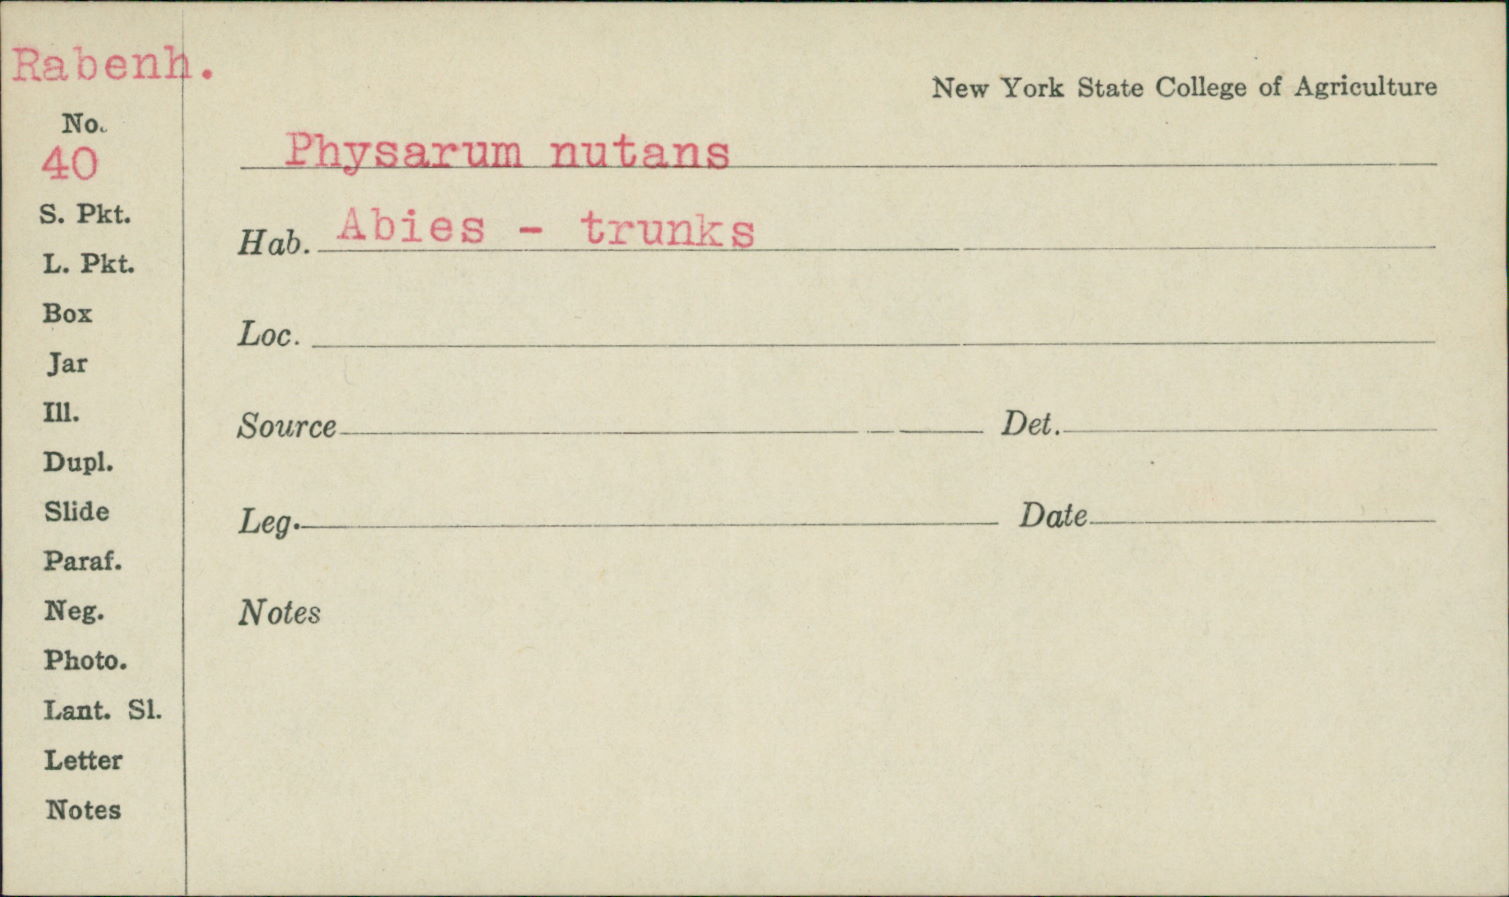 Rabenh.
New York State College of Agriculture
No.
40
Physarum nutans
S. Pkt.
Hab. Abies - trunks
L. Pkt.
Box
Loc.
Jar
Ill.
Source Det.
Dupl.
Slide
Leg. Date
Paraf.
Neg.
Notes
Photo.
Lant. Sl.
Letter
Notes